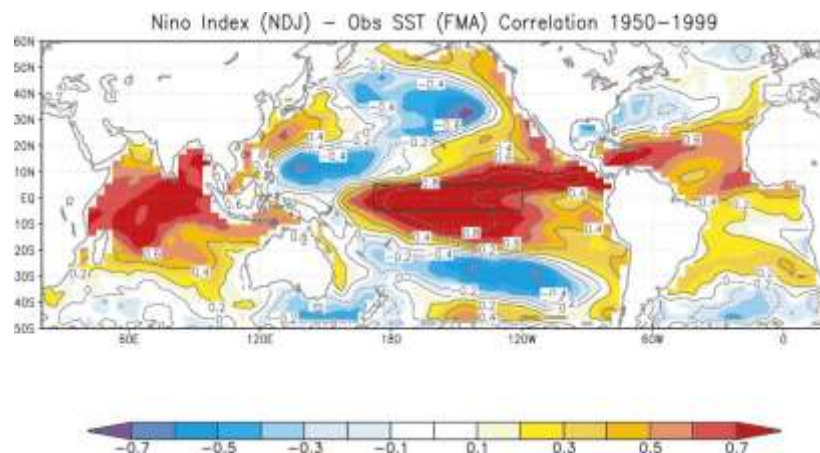 Nino Index (NDJ) – Obs SST (FMA) Correlation 1950–1999
60N
50N
40N
30N
20N
10N
EQ
10S
20S
30S
40S
50S
60E 120E 180 120W 60W 0
−0.7 −0.5 −0.3 −0.1 0.1 0.3 0.5 0.7